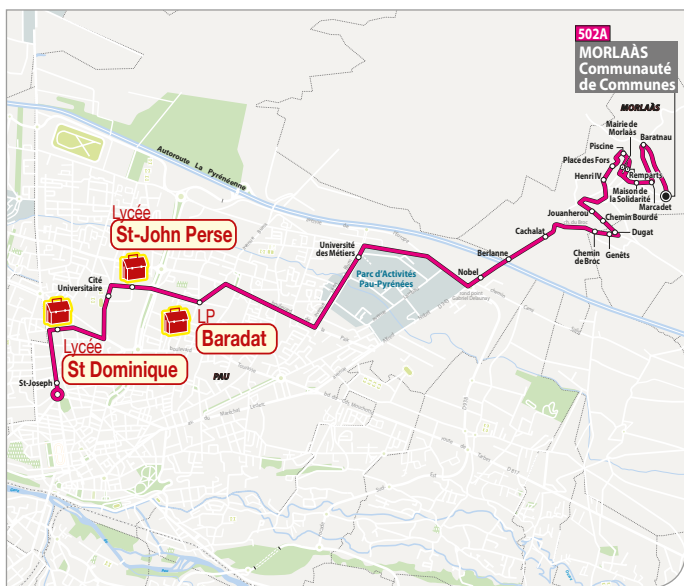 502A
MORLAÀS
Communauté
de Communes
MORLAÀS
Mairie de
Morlaàs
Baratnau
Piscine
Place des Fors
Remparts
Henri IV
Maison de
la Solidarité
Marcadet
Jouanherou
Chemin Bourdé
Cachalat
Dugat
Chemin
de Broc
Genêts
Berlanne
Nobel
Autoroute La Pyrénéenne
Université
des Métiers
Parc d'Activités
Pau-Pyrénées
Lycée
St-John Perse
Cité
Universitaire
LP
Baradat
Lycée
St Dominique
St-Joseph
PAU